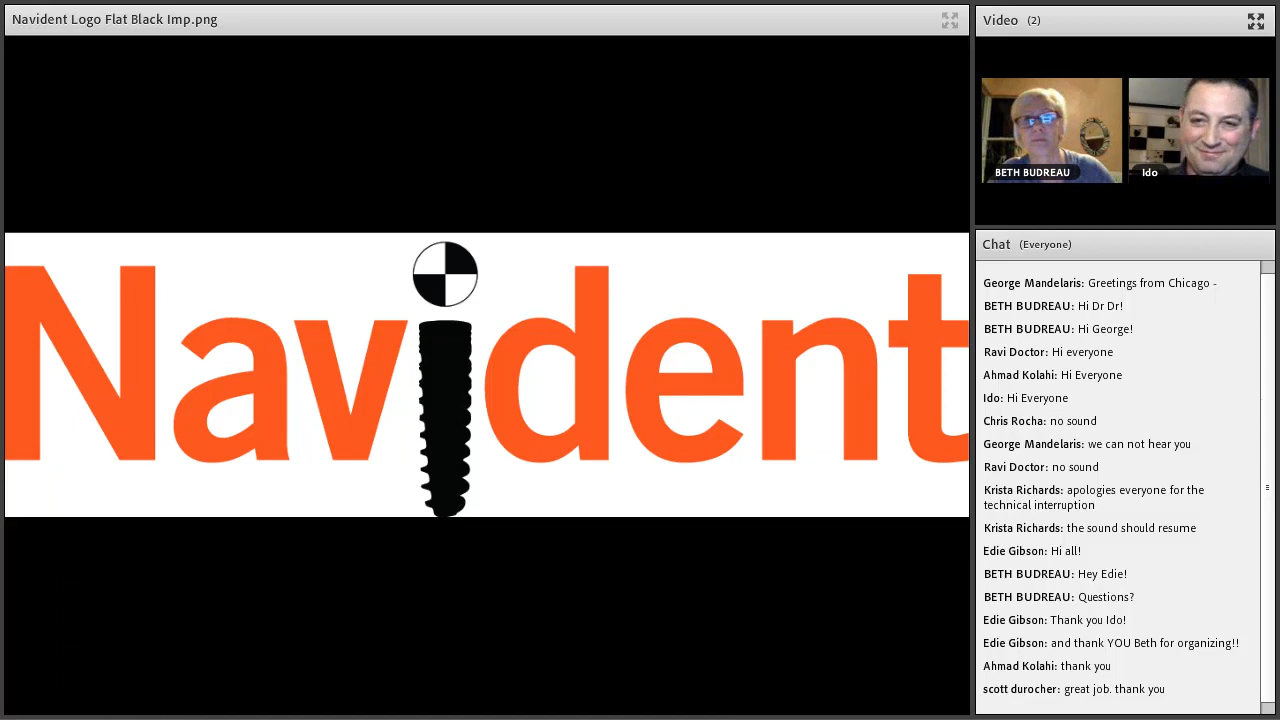 Navident Logo Flat Black Imp.png
Navident
Video (2)
BETH BUDREAU
Ido
Chat (Everyone)
George Mandelaris: Greetings from Chicago -
BETH BUDREAU: Hi Dr Dr!
BETH BUDREAU: Hi George!
Ravi Doctor: Hi everyone
Ahmad Kolahi: Hi Everyone
Ido: Hi Everyone
Chris Rocha: no sound
George Mandelaris: we can not hear you
Ravi Doctor: no sound
Krista Richards: apologies everyone for the
technical interruption
Krista Richards: the sound should resume
Edie Gibson: Hi all!
BETH BUDREAU: Hey Edie!
BETH BUDREAU: Questions?
Edie Gibson: Thank you Ido!
Edie Gibson: and thank YOU Beth for organizing!!
Ahmad Kolahi: thank you
scott durocher: great job. thank you